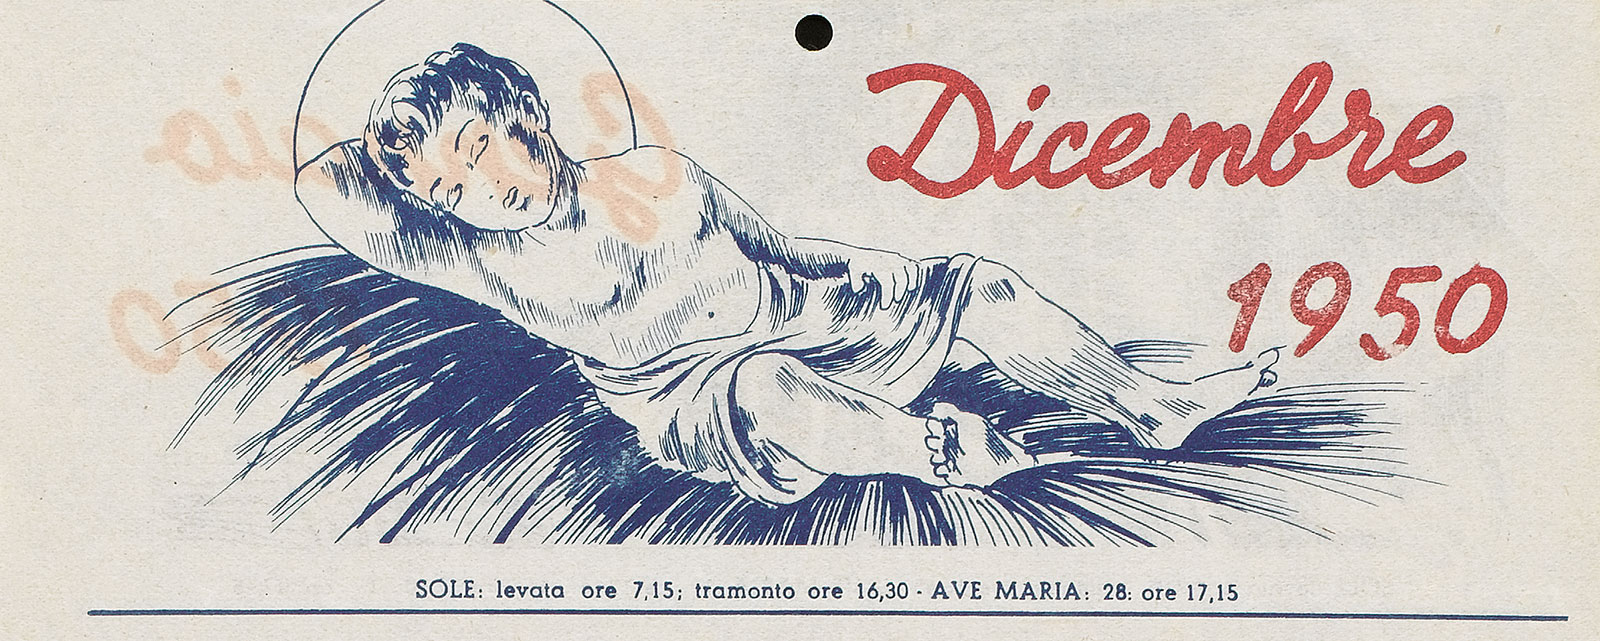 Dicembre
1950
SOLE: levata ore 7,15; tramonto ore 16,30 - AVE MARIA: 28: ore 17,15